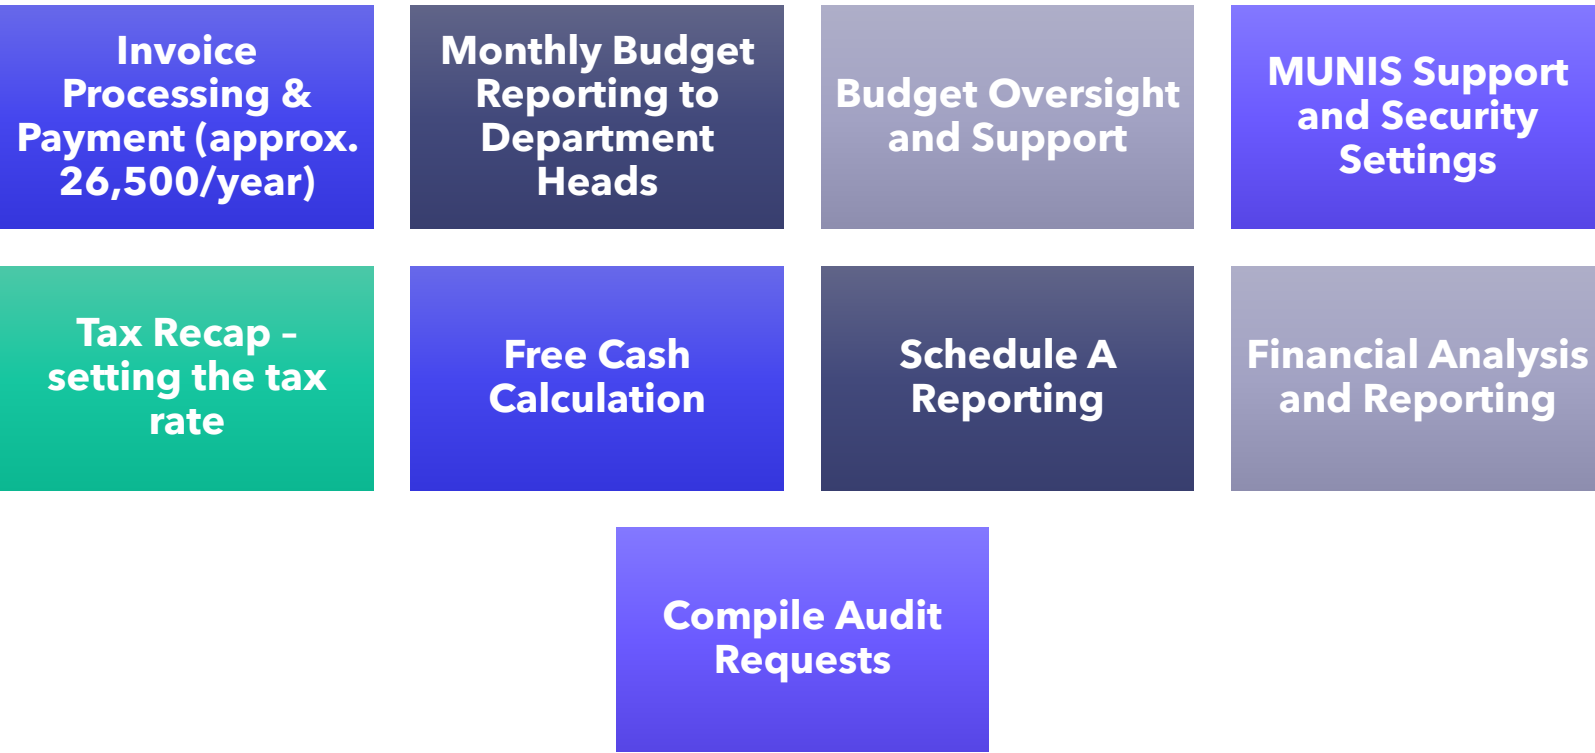 Invoice
Processing &
Payment (approx.
26,500/year)
Monthly Budget
Reporting to
Department
Heads
Budget Oversight
and Support
MUNIS Support
and Security
Settings
Tax Recap –
setting the tax
rate
Free Cash
Calculation
Schedule A
Reporting
Financial Analysis
and Reporting
Compile Audit
Requests